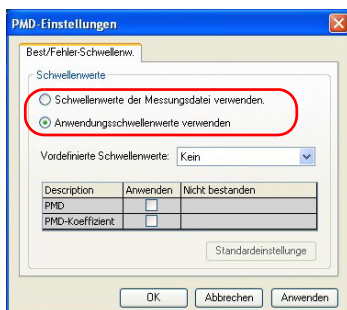 PMD-Einstellungen
Best/Fehler-Schwellenw.
Schwellenwerte
Schwellenwerte der Messungsdatei verwenden.
Anwendungsschwellenwerte verwenden
Vordefinierte Schwellenwerte: Kein
Description Anwenden Nicht bestanden
PMD
PMD-Koeffizient
Standardeinstellunge
OK Abbrechen Anwenden